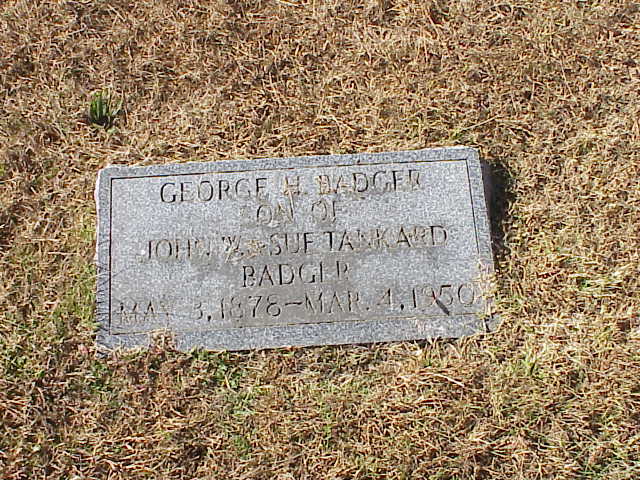 GEORGE H. BADGER
SON OF
JOHN W. & SUE TANKARD
BADGER
MAY 3, 1878 — MAR. 4, 1950